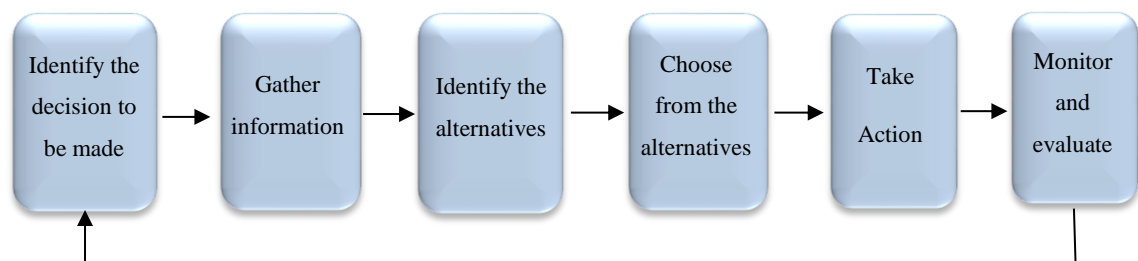 Identify the
decision to
be made
Gather
information
Identify the
alternatives
Choose
from the
alternatives
Take
Action
Monitor
and
evaluate